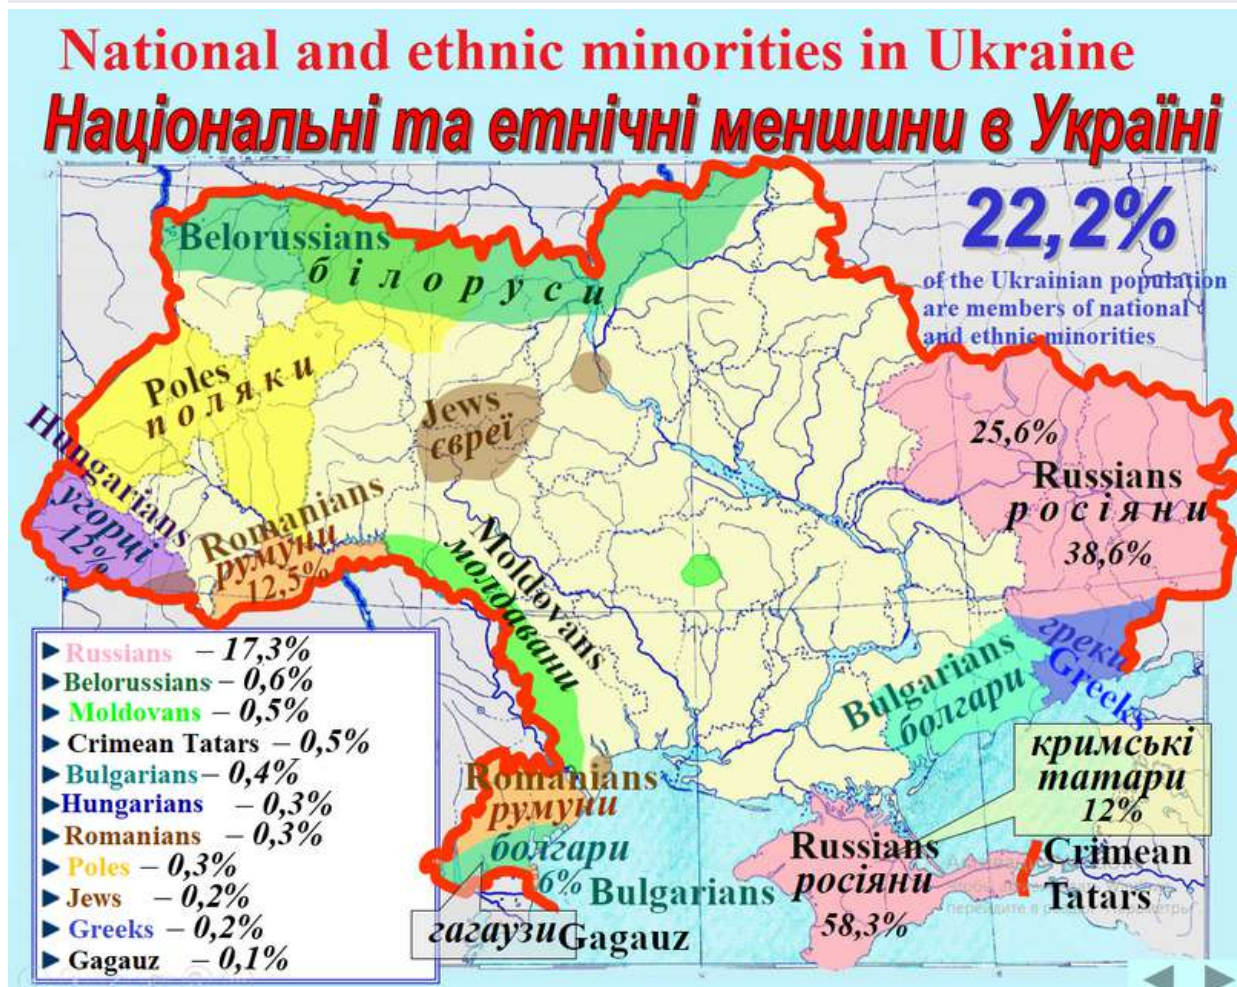 National and ethnic minorities in Ukraine
Національні та етнічні меншини в Україні
22,2%
of the Ukrainian population
are members of national
and ethnic minorities
Belorussians
білоруси
Poles
поляки
Jews
євреї
25,6%
Russians
росіяни
38,6%
Hungarians
угорці
12%
Romanians
румуни
12,5%
Moldovans
молдавани
греки
Greeks
Bulgarians
болгари
кримські
татари
12%
Crimean
Tatars
Romanians
румуни
болгари
6% Bulgarians
гагаузи Gagauz
Russians
росіяни
58,3%
Russians – 17,3%
Belorussians – 0,6%
Moldovans – 0,5%
Crimean Tatars – 0,5%
Bulgarians – 0,4%
Hungarians – 0,3%
Romanians – 0,3%
Poles – 0,3%
Jews – 0,2%
Greeks – 0,2%
Gagauz – 0,1%